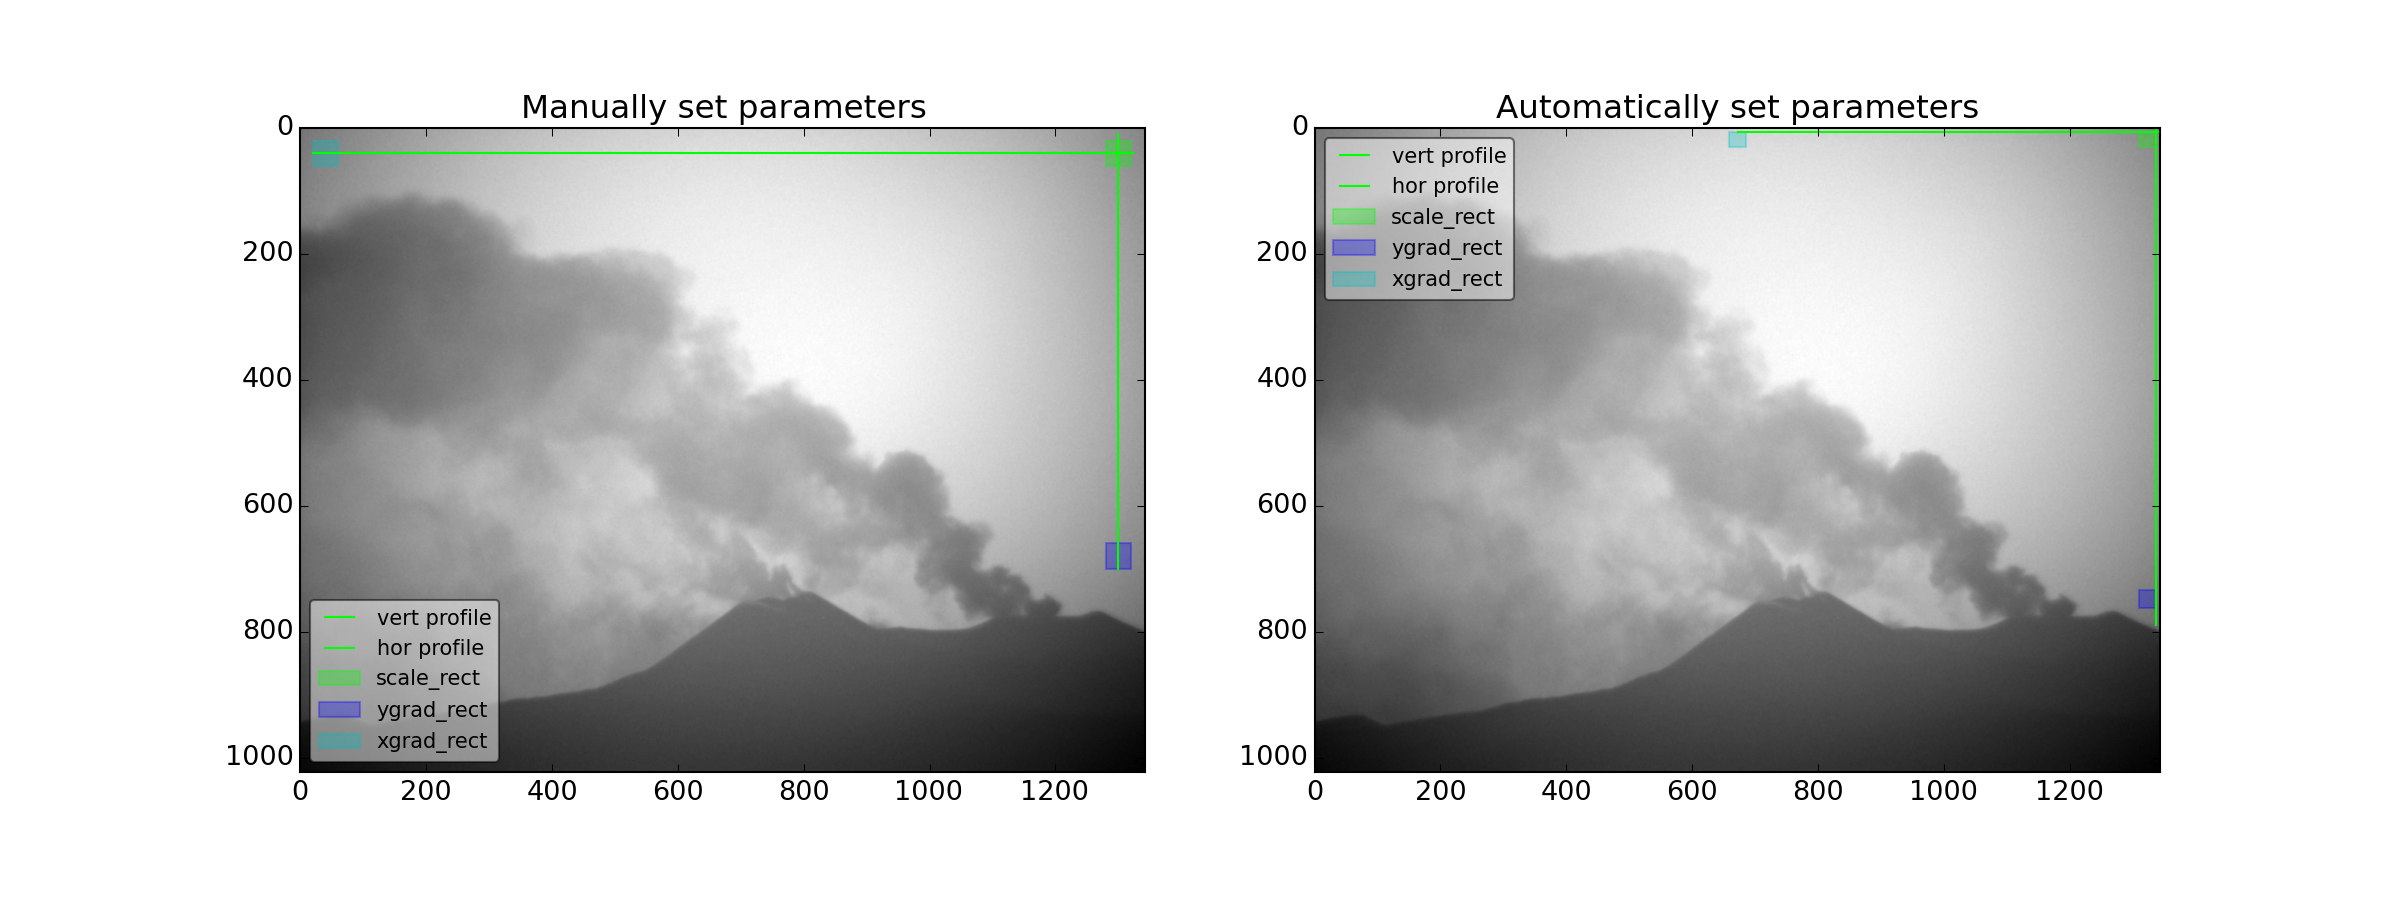 Manually set parameters
0
200
400
600
800
1000
vert profile
hor profile
scale_rect
ygrad_rect
xgrad_rect
0 200 400 600 800 1000 1200
Automatically set parameters
0
200
400
600
800
1000
vert profile
hor profile
scale_rect
ygrad_rect
xgrad_rect
0 200 400 600 800 1000 1200